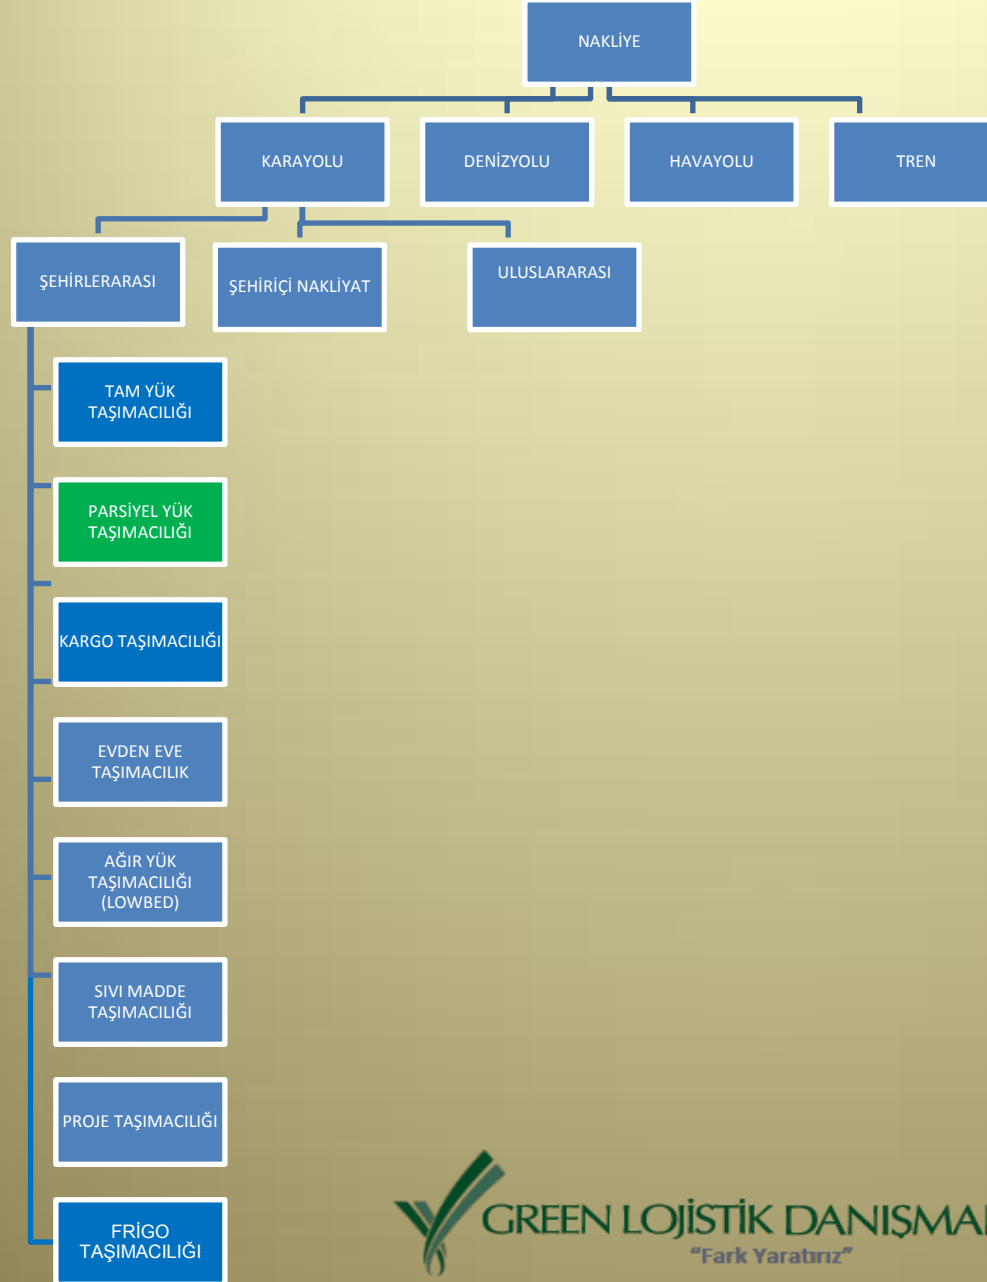 NAKLİYE
KARAYOLU
DENİZYOLU
HAVAYOLU
TREN
ŞEHİRLERARASI
ŞEHİRİÇİ NAKLİYAT
ULUSLARARASI
TAM YÜK
TAŞIMACILIĞI
PARSİYEL YÜK
TAŞIMACILIĞI
KARGO TAŞIMACILIĞI
EVDEN EVE
TAŞIMACILIK
AĞIR YÜK
TAŞIMACILIĞI
(LOWBED)
SIVI MADDE
TAŞIMACILIĞI
PROJE TAŞIMACILIĞI
FRİGO
TAŞIMACILIĞI
GREEN LOJİSTİK DANIŞMAN
"Fark Yaratırız"